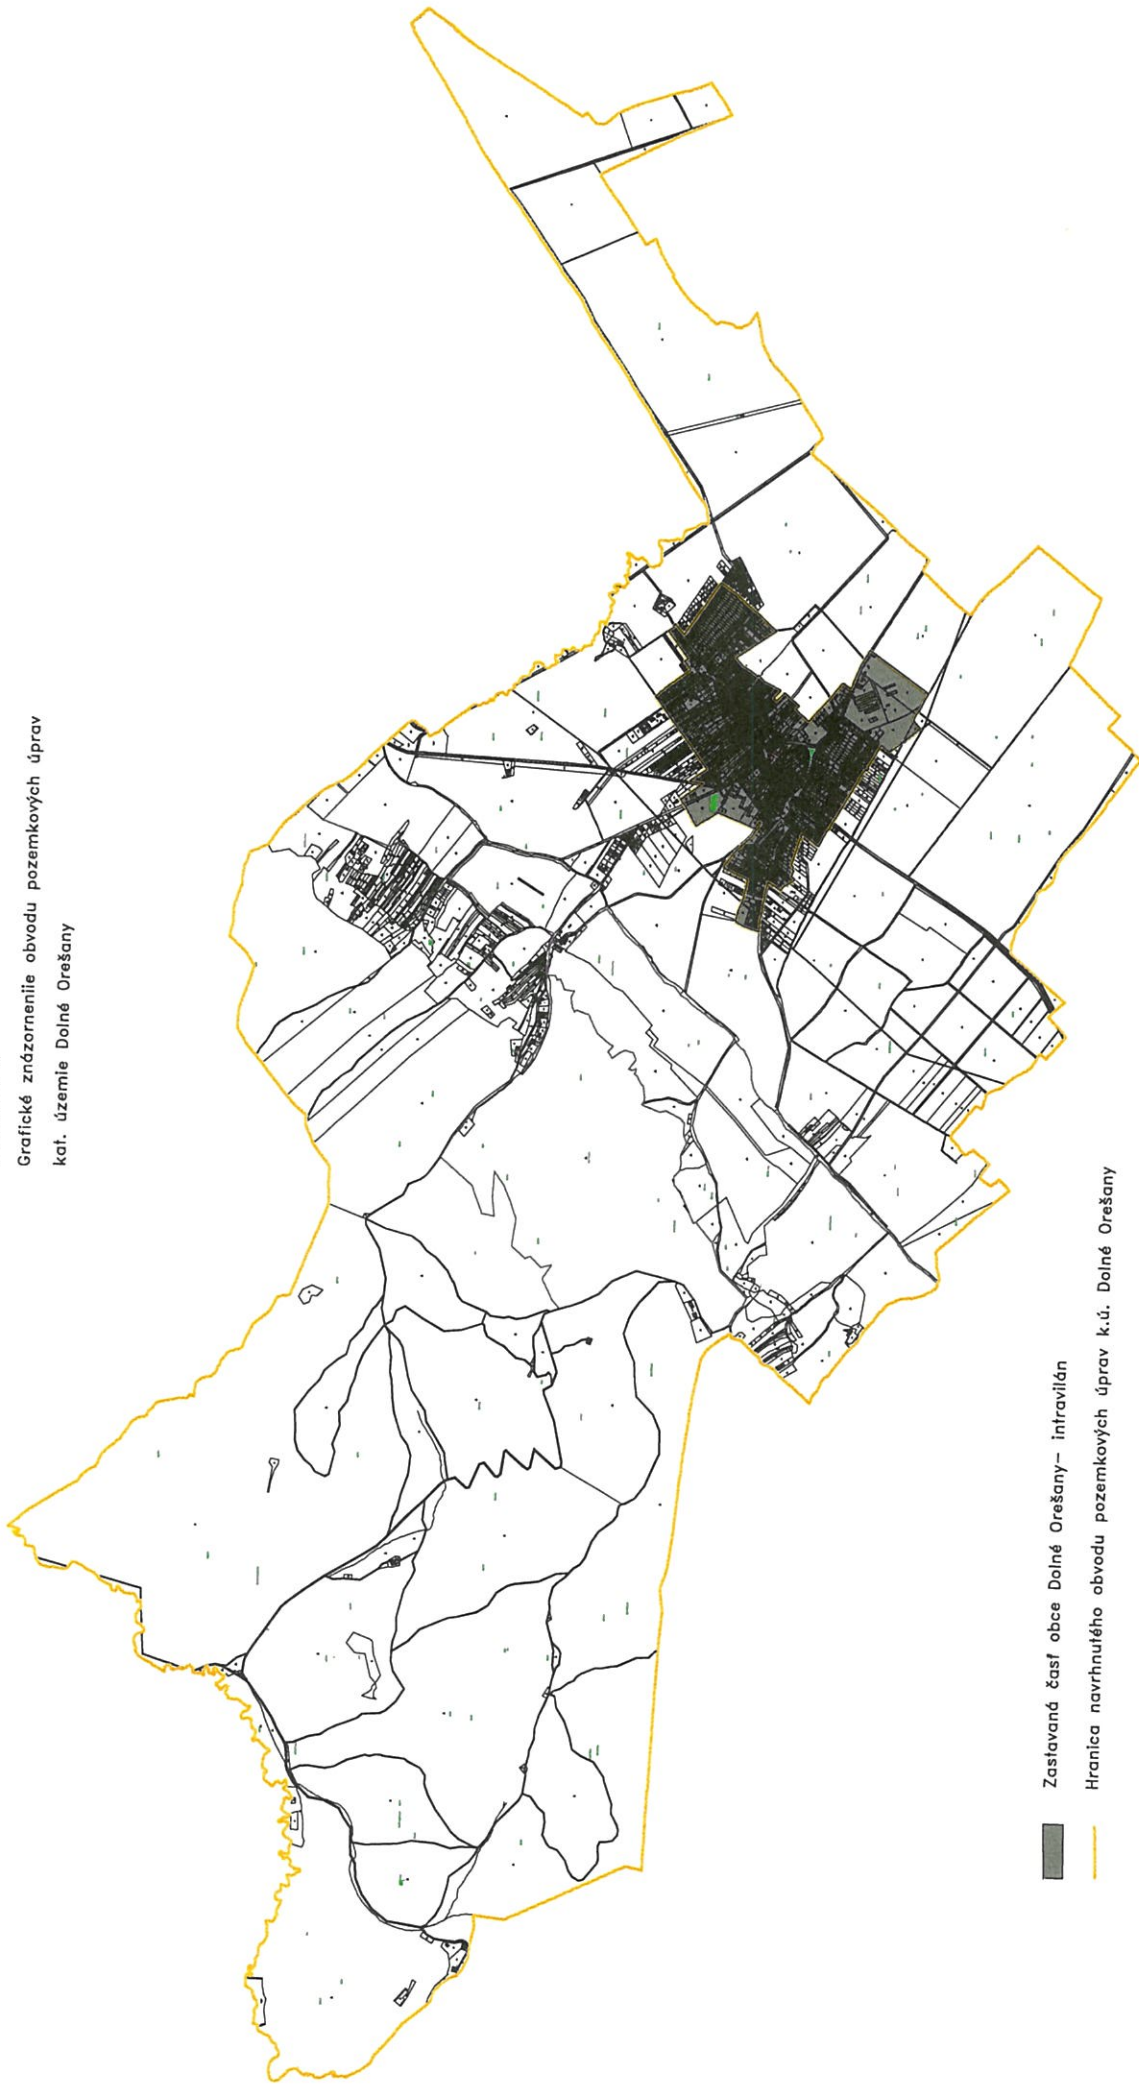 Grafické znázorneniie obvodu pozemkových úprav
kat. územie Dolné Orešany
Zastavaná časť obce Dolné Orešany– intravilán
Hranica navrhnutého obvodu pozemkových úprav k.ú. Dolné Orešany